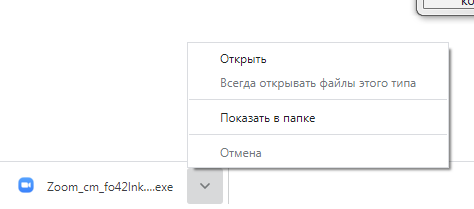 Открыть
Всегда открывать файлы этого типа
Показать в папке
Отмена
Zoom_cm_fo42lnk....exe